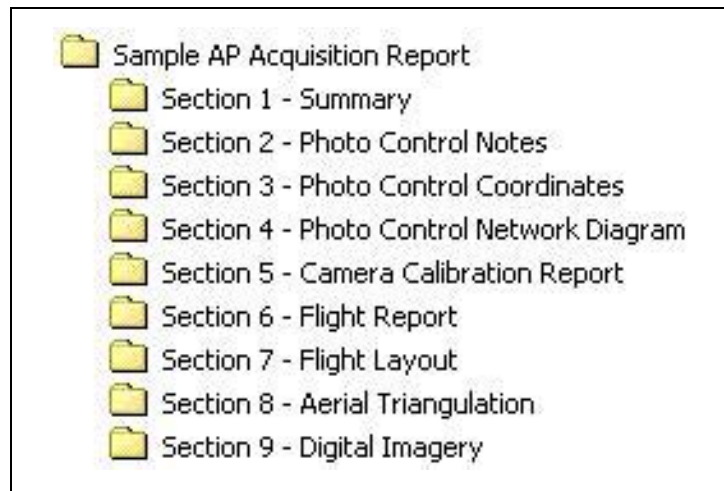 Sample AP Acquisition Report
Section 1 - Summary
Section 2 - Photo Control Notes
Section 3 - Photo Control Coordinates
Section 4 - Photo Control Network Diagram
Section 5 - Camera Calibration Report
Section 6 - Flight Report
Section 7 - Flight Layout
Section 8 - Aerial Triangulation
Section 9 - Digital Imagery